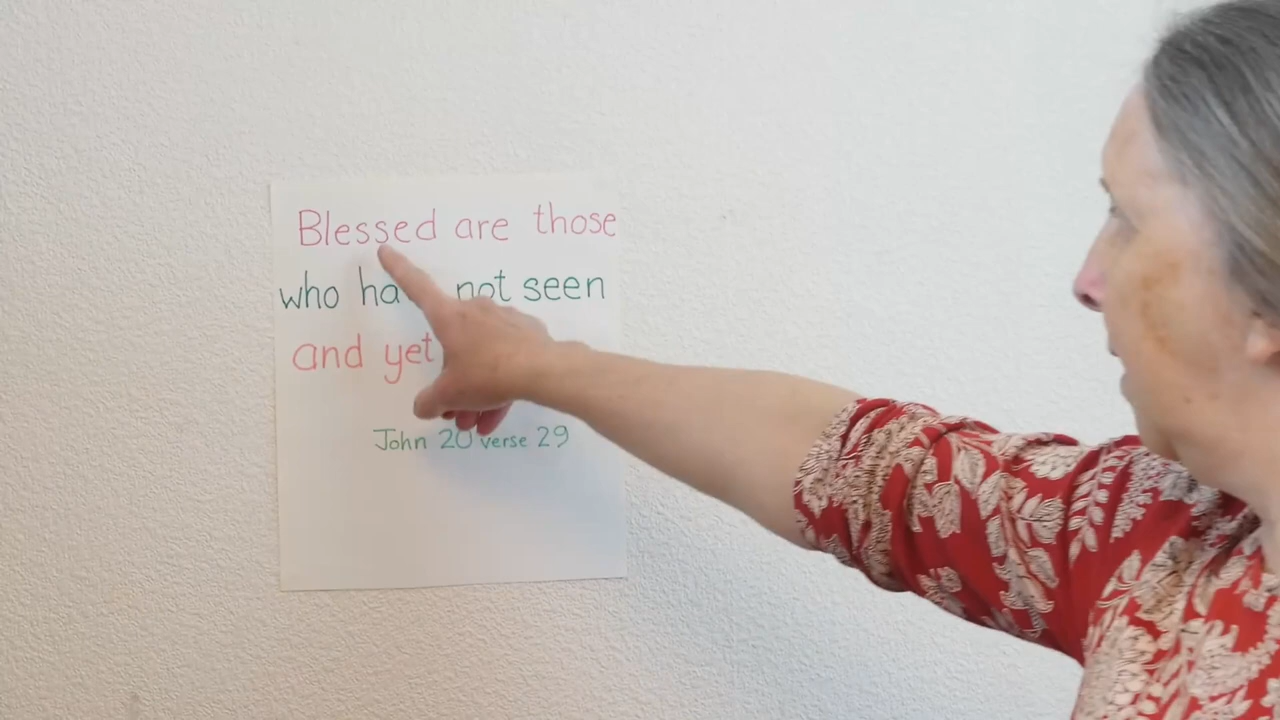 Blessed are those
who not seen
and yet
John 20 verse 29